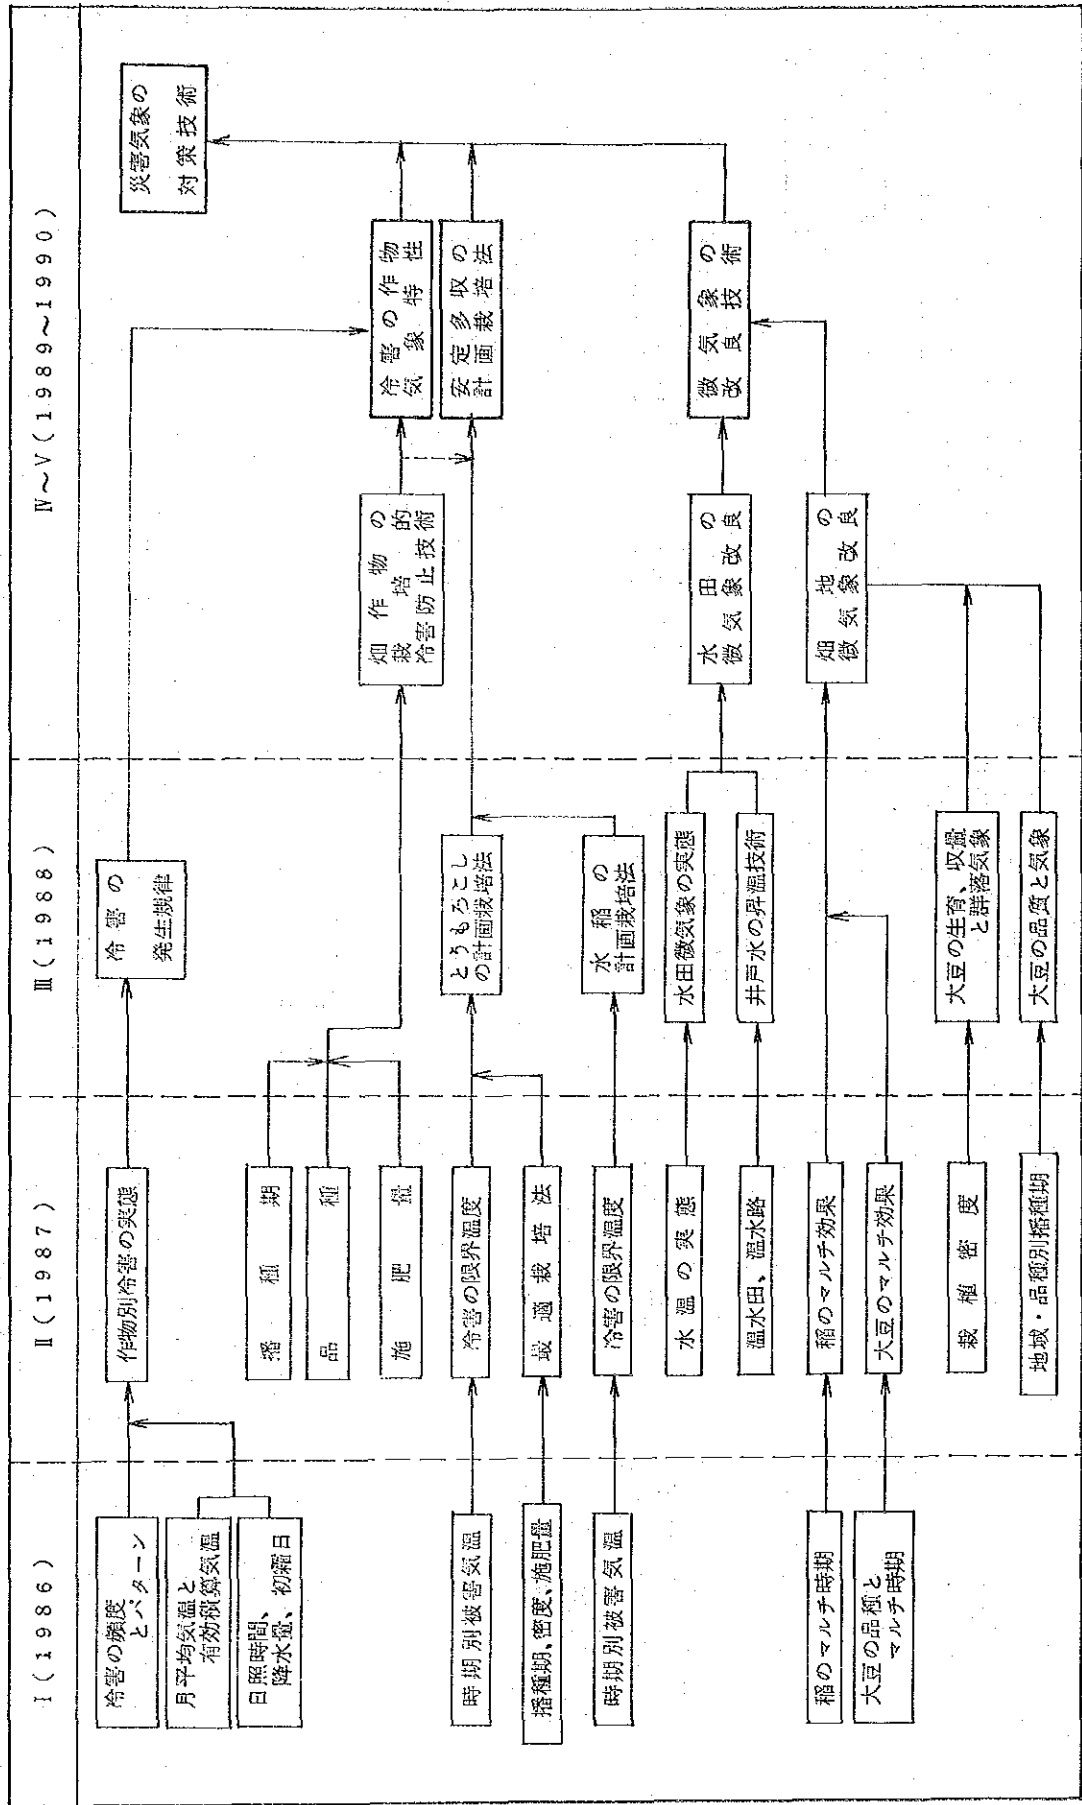 I(1986)
冷害の頻度
とパターン
月平均気温と
有効積算気温
日照時間、
降水量、初霜日
時期別被害気温
播種期、密度、施肥量
時期別被害気温
稲のマルチ時期
大豆の品種と
マルチ時期
Ⅱ(1987)
作物別冷害の実態
播種期
品種
施肥量
冷害の限界温度
最適栽培法
冷害の限界温度
水温の実態
温水田、温水路
稲のマルチ効果
大豆のマルチ効果
栽植密度
地域・品種別播種期
Ⅲ(1988)
冷害の
発生規律
とうもろこし
の計画栽培法
水稲の
計画栽培法
水田微気象の実態
井戸水の昇温技術
大豆の生育、収量
と群落気象
大豆の品質と気象
Ⅳ～Ⅴ(1989～1990)
畑作物の
栽培的
冷害防止技術
水田の
微気象改良
畑地の
微気象改良
冷害の作物
気象特性
安定多収の
計画栽培法
微気象の
改良技術
災害気象の
対策技術